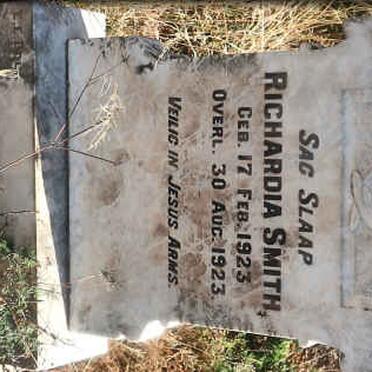 SAG SLAAP
RICHARDIA SMITH
GEB. 17 FEB. 1923
OVERL. 30 AUG. 1923.
VEILIG IN JESUS ARMS.